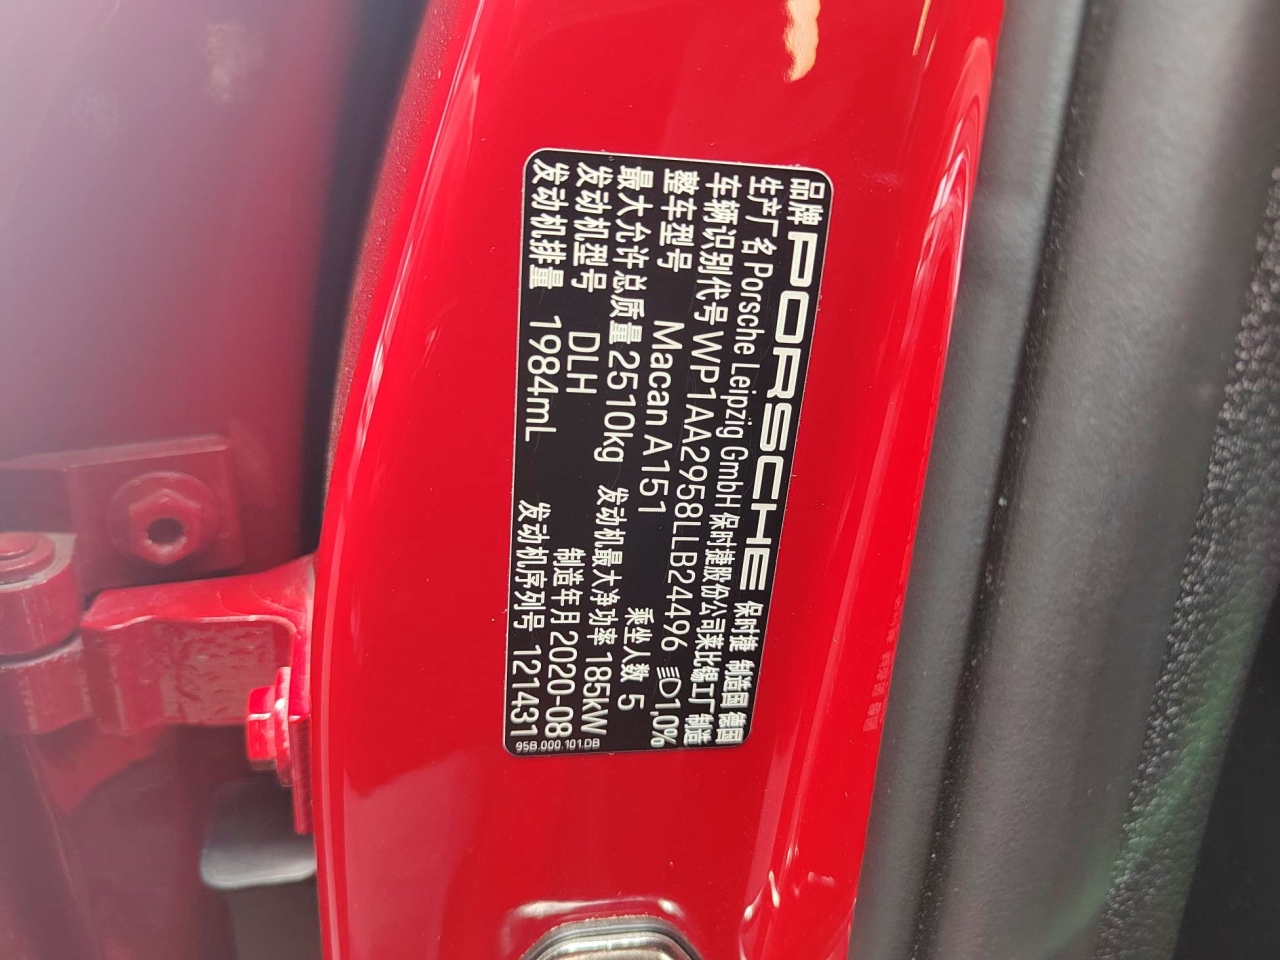 品牌 PORSCHE 保时捷 制造国 德国
生产厂名 Porsche Leipzig GmbH 保时捷股份公司莱比锡工厂 制造
车辆识别代号 WP1AA2958LLB24496 1,0%
整车型号 Macan A151 乘坐人数 5
最大允许总质量 2510kg 发动机最大净功率 185kW
发动机型号 DLH 制造年月 2020-08
发动机排量 1984mL 发动机序列号 121431
95B.000.101.DB